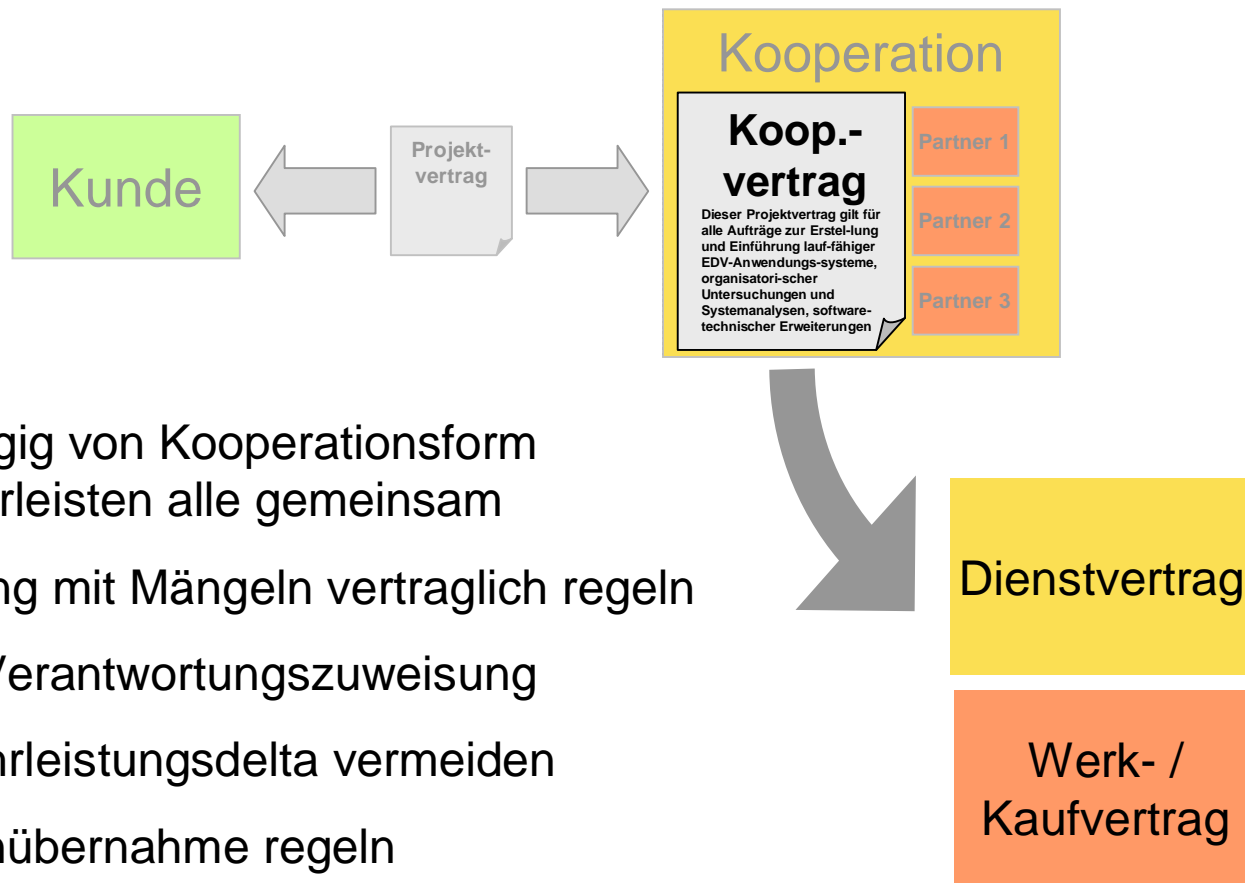 Kooperation
Kunde
Projekt-
vertrag
Koop.-
vertrag
Dieser Projektvertrag gilt für
alle Aufträge zur Erstel-lung
und Einführung lauf-fähiger
EDV-Anwendungs-systeme,
organisatori-scher
Untersuchungen und
Systemanalysen, software-
technischer Erweiterungen
Partner 1
Partner 2
Partner 3
gig von Kooperationsform
rleisten alle gemeinsam
ng mit Mängeln vertraglich regeln
Verantwortungszuweisung
hrleistungsdelta vermeiden
nübernahme regeln
Dienstvertrag
Werk- /
Kaufvertrag